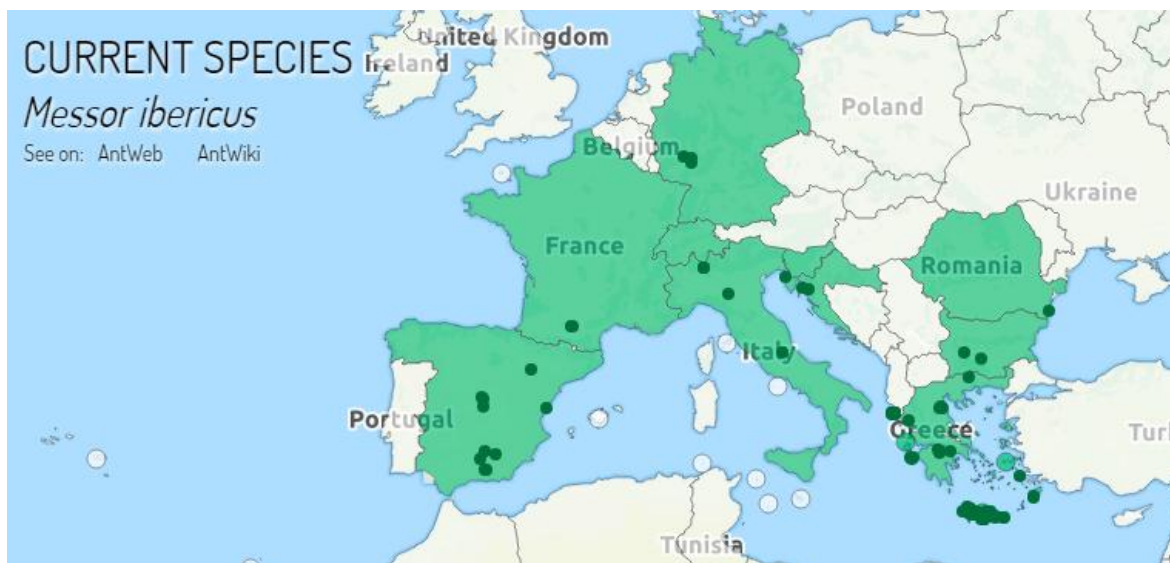 CURRENT SPECIES
Messor ibericus
See on: AntWeb AntWiki
United Kingdom
Ireland
Poland
Belgium
Ukraine
France
Romania
Italy
Portugal
Greece
Tur
Tunisia